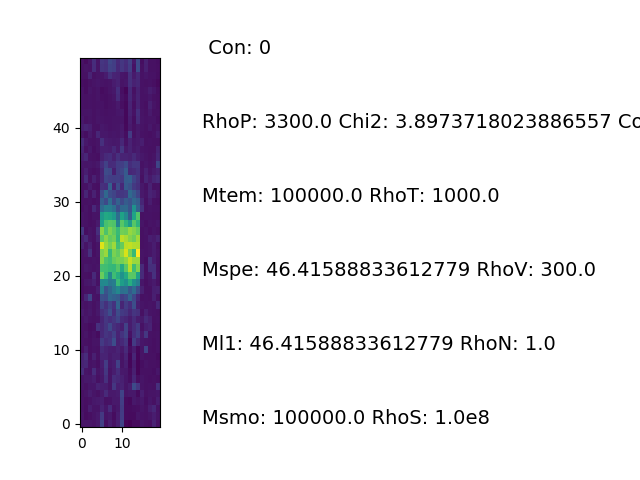 Con: 0
RhoP: 3300.0 Chi2: 3.8973718023886557 Co
Mtem: 100000.0 RhoT: 1000.0
Mspe: 46.41588833612779 RhoV: 300.0
Ml1: 46.41588833612779 RhoN: 1.0
Msmo: 100000.0 RhoS: 1.0e8
40
30
20
10
0
0 10